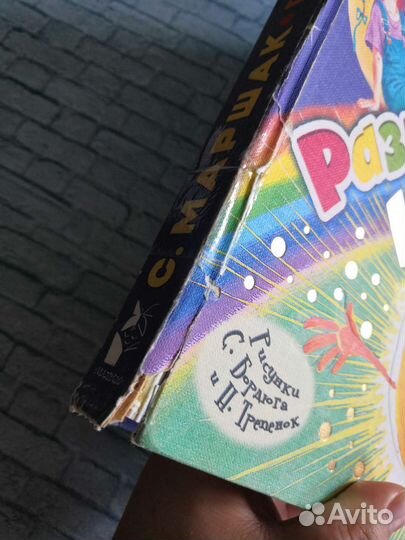 С. МАРШАК
Раз
Рисунки
С. Бордюга
и Н. Трепенок
Avito